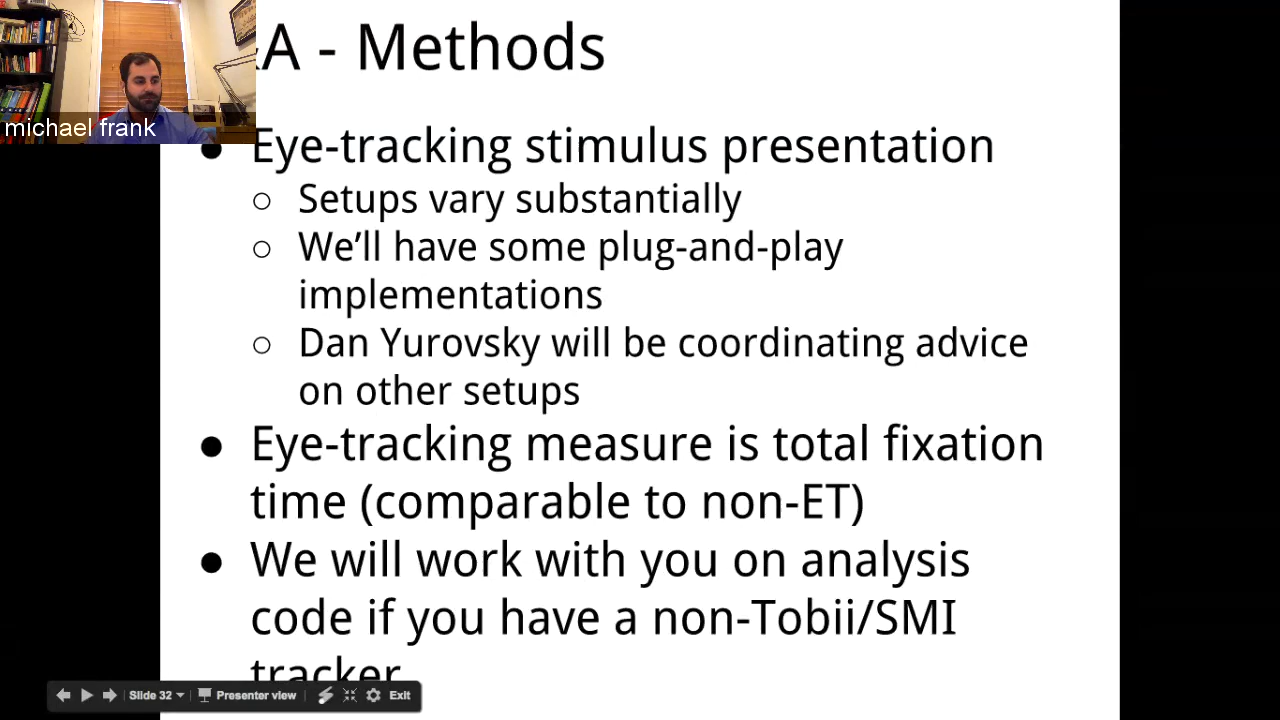 A - Methods
michael frank
● Eye-tracking stimulus presentation
○ Setups vary substantially
○ We’ll have some plug-and-play
implementations
○ Dan Yurovsky will be coordinating advice
on other setups
● Eye-tracking measure is total fixation
time (comparable to non-ET)
● We will work with you on analysis
code if you have a non-Tobii/SMI
tracker
Slide 32 Presenter view Exit